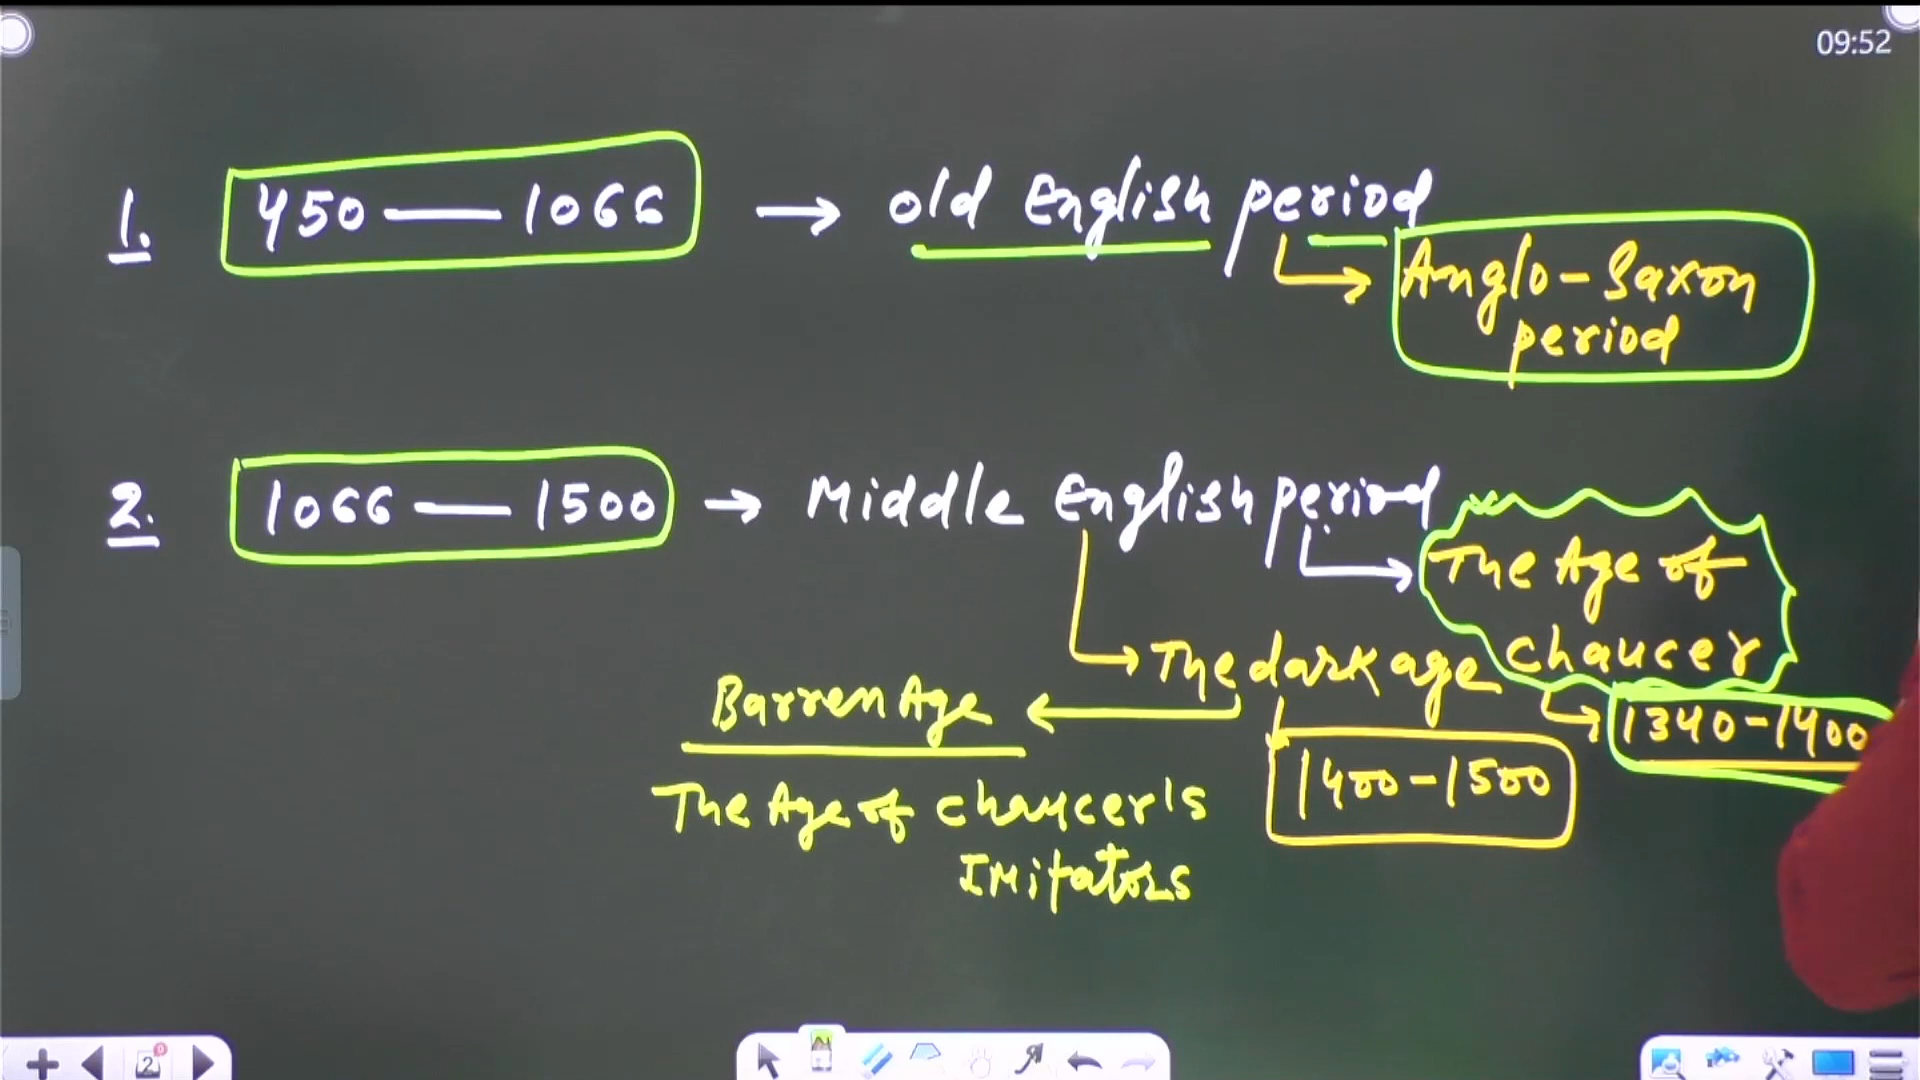 09:52
1. 450 — 1066 → old English period
Anglo-Saxon
period
2. 1066 — 1500 → Middle English period
The Age of
chaucer
The dark age
1340-1400
Barren Age
1400-1500
The Age of chaucer's
Imitators
2